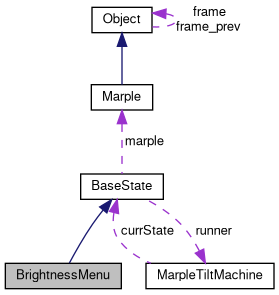 Object
frame
frame_prev
Marple
marple
BaseState
currState
runner
BrightnessMenu
MarpleTiltMachine